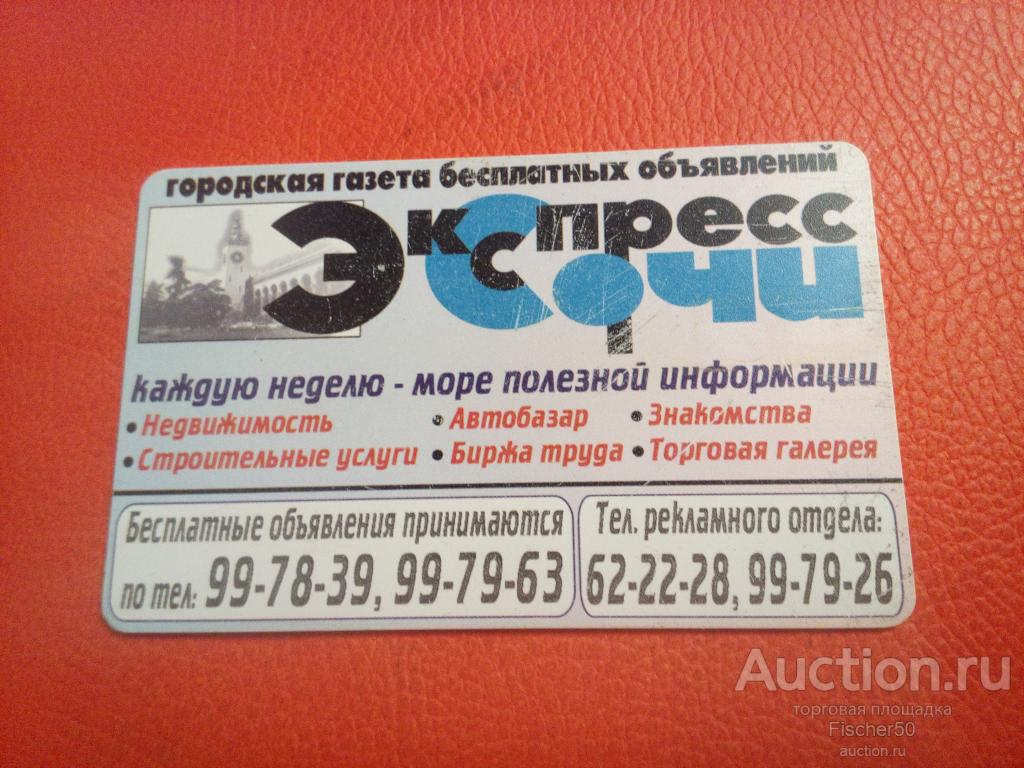 городская газета бесплатных объявлений
Экспресс
Сочи
каждую неделю - море полезной информации
• Недвижимость • Автобазар • Знакомства
• Строительные услуги • Биржа труда • Торговая галерея
Бесплатные объявления принимаются
по тел: 99-78-39, 99-79-63
Тел. рекламного отдела:
62-22-28, 99-79-26
Auction.ru
торговая площадка
Fischer50
auction.ru